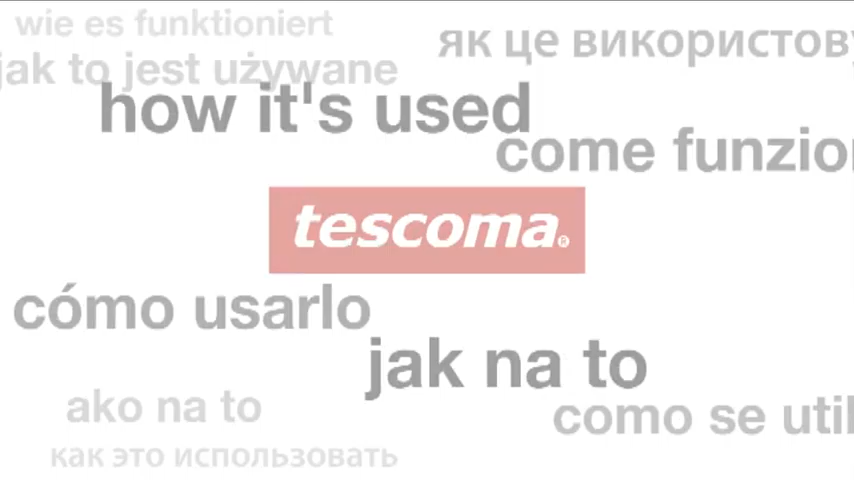 wie es funktioniert
як це використову
jak to jest używane
how it's used
come funzio
tescoma®
cómo usarlo
jak na to
ako na to
como se util
как это использовать